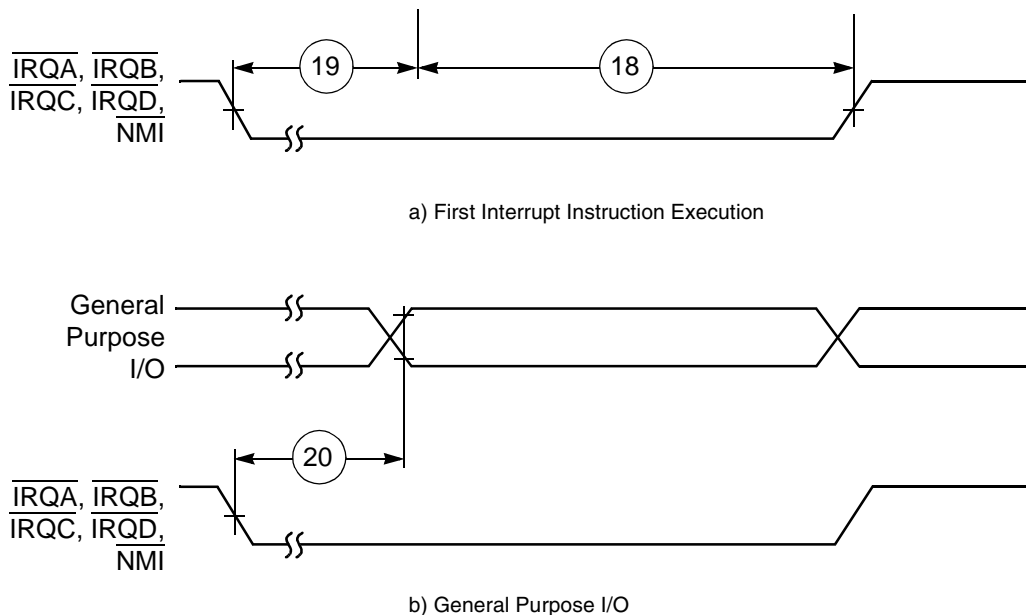 19
18
IRQA, IRQB,
IRQC, IRQD,
NMI
a) First Interrupt Instruction Execution
General
Purpose
I/O
20
IRQA, IRQB,
IRQC, IRQD,
NMI
b) General Purpose I/O